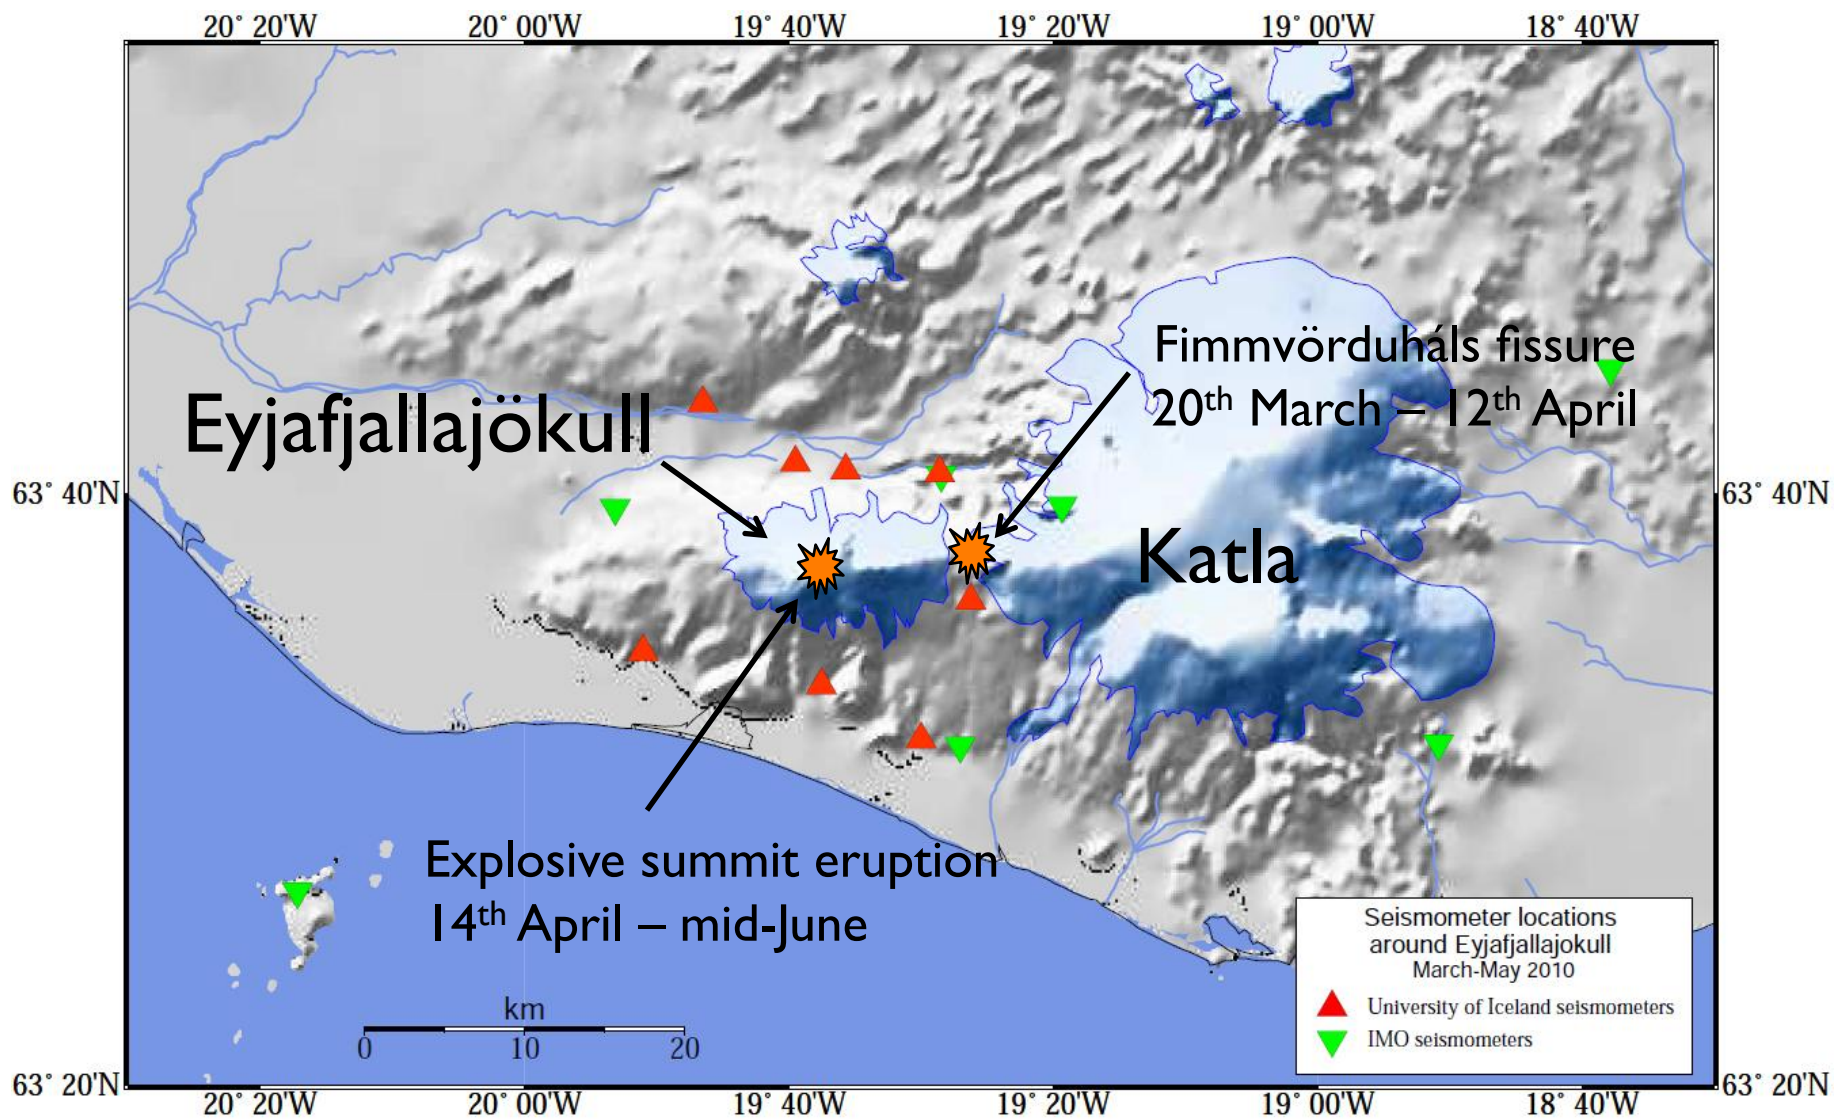 20° 20'W 20° 00'W 19° 40'W 19° 20'W 19° 00'W 18° 40'W
Fimmvörduháls fissure
20th March – 12th April
Eyjafjallajökull
63° 40'N 63° 40'N
Katla
Explosive summit eruption
14th April – mid-June
Seismometer locations
around Eyjafjallajokull
March-May 2010
University of Iceland seismometers
IMO seismometers
km
0 10 20
63° 20'N 63° 20'N
20° 20'W 20° 00'W 19° 40'W 19° 20'W 19° 00'W 18° 40'W